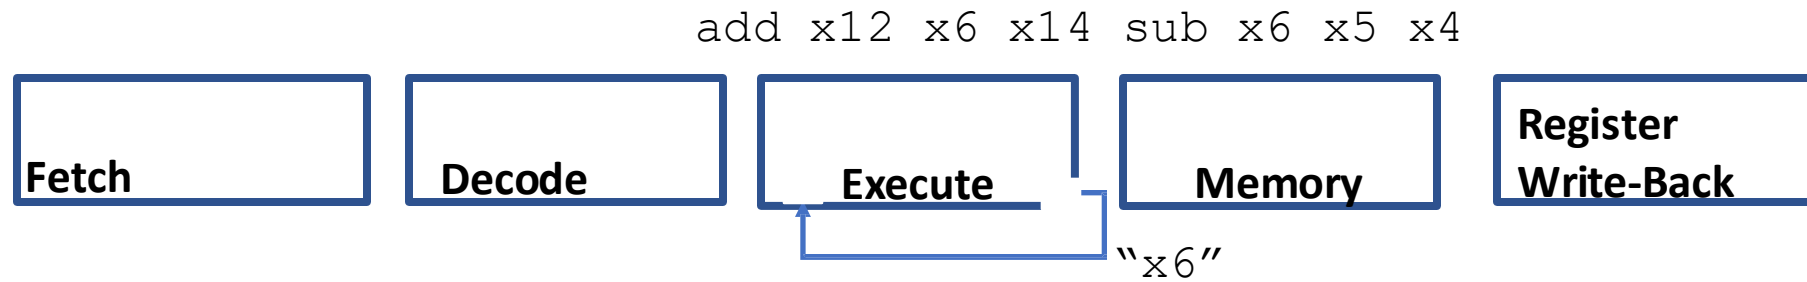 add x12 x6 x14 sub x6 x5 x4
Fetch
Decode
Execute
Memory
Register
Write-Back
“x6”